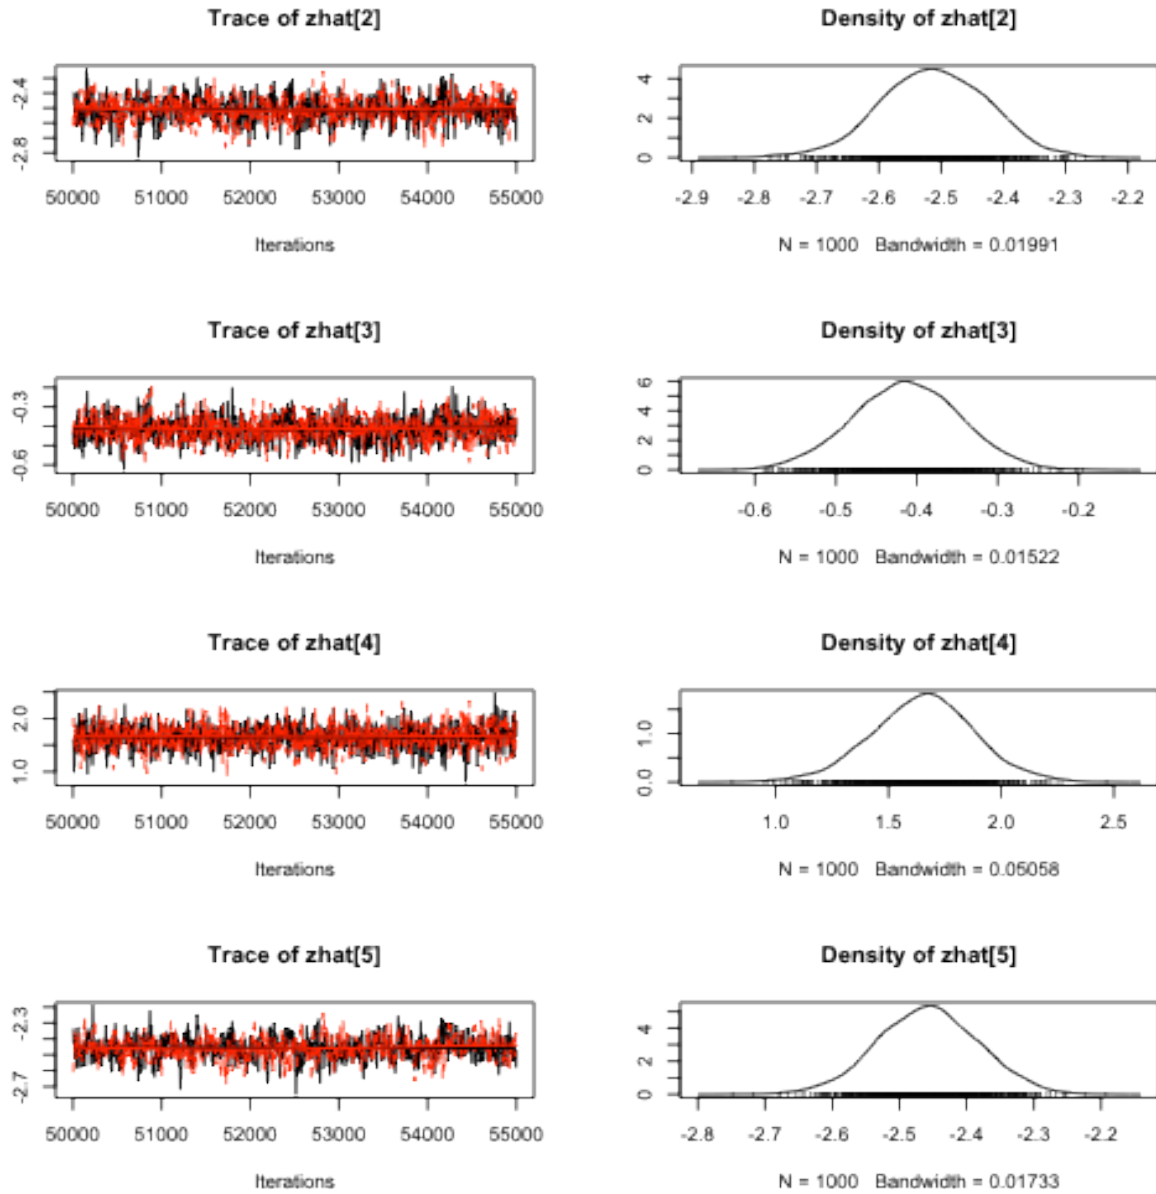 Trace of zhat[2]
-2.4
-2.8
50000 51000 52000 53000 54000 55000
Iterations
Density of zhat[2]
4
2
0
-2.9 -2.8 -2.7 -2.6 -2.5 -2.4 -2.3 -2.2
N = 1000 Bandwidth = 0.01991
Trace of zhat[3]
-0.3
-0.6
50000 51000 52000 53000 54000 55000
Iterations
Density of zhat[3]
6
4
2
0
-0.6 -0.5 -0.4 -0.3 -0.2
N = 1000 Bandwidth = 0.01522
Trace of zhat[4]
2.0
1.0
50000 51000 52000 53000 54000 55000
Iterations
Density of zhat[4]
1.0
0.0
1.0 1.5 2.0 2.5
N = 1000 Bandwidth = 0.05058
Trace of zhat[5]
-2.3
-2.7
50000 51000 52000 53000 54000 55000
Iterations
Density of zhat[5]
4
2
0
-2.8 -2.7 -2.6 -2.5 -2.4 -2.3 -2.2
N = 1000 Bandwidth = 0.01733